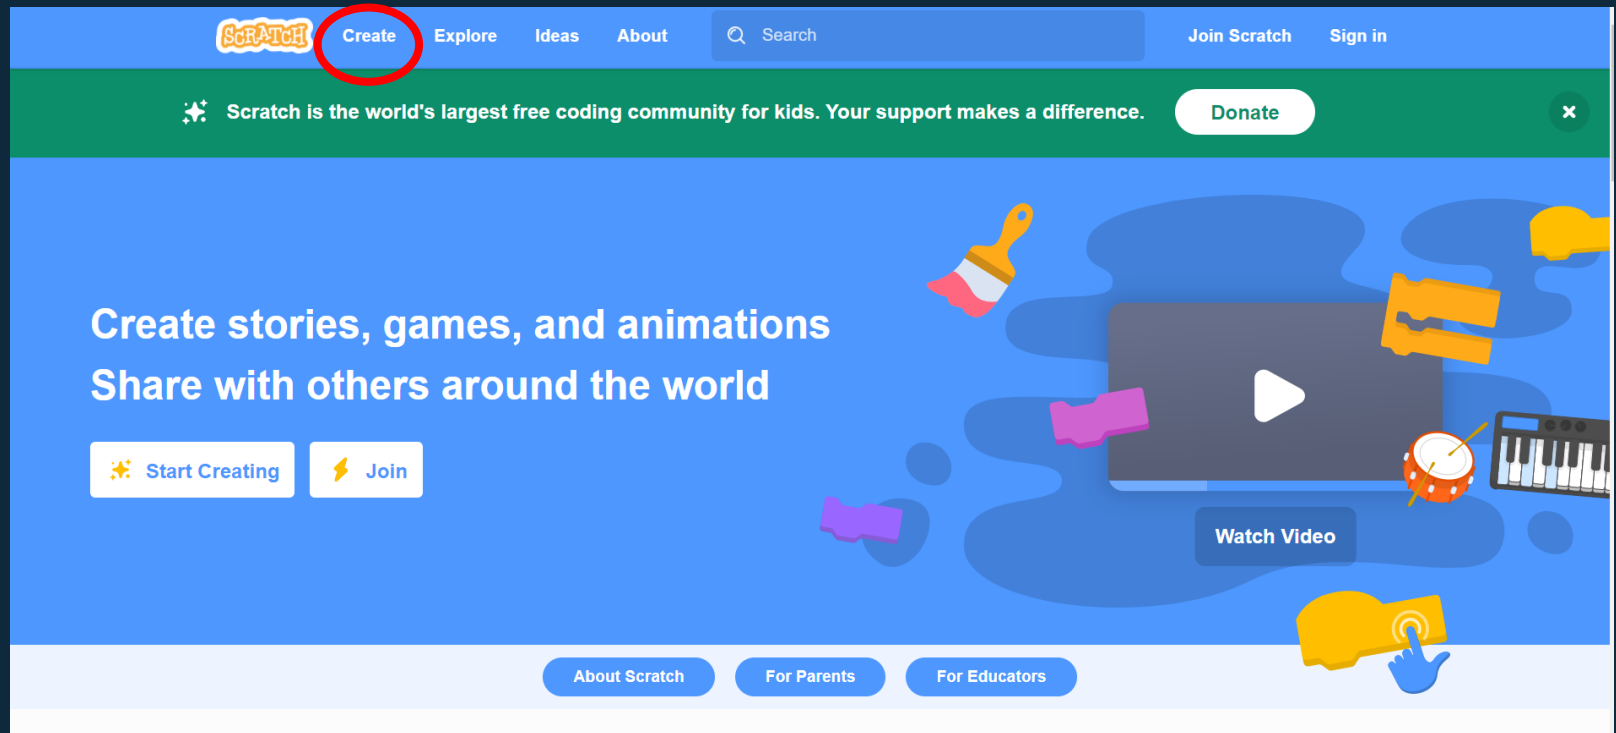 SCRATCH Create Explore Ideas About Search Join Scratch Sign in
Scratch is the world's largest free coding community for kids. Your support makes a difference. Donate
Create stories, games, and animations
Share with others around the world
Start Creating Join
Watch Video
About Scratch For Parents For Educators